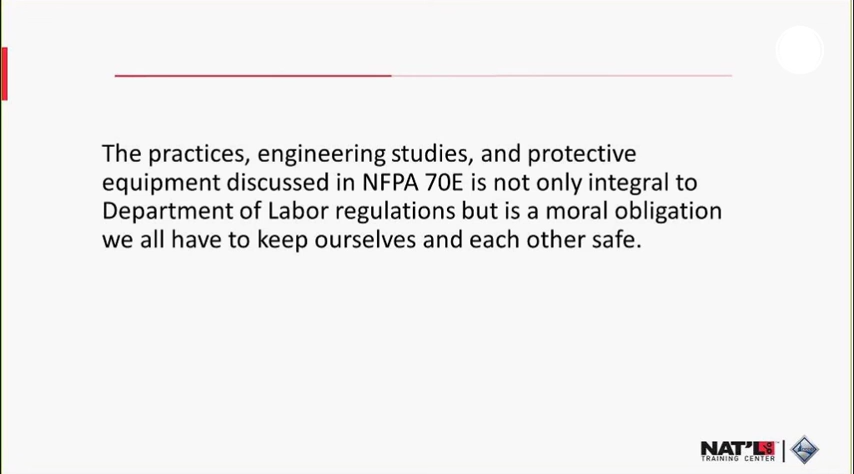 The practices, engineering studies, and protective
equipment discussed in NFPA 70E is not only integral to
Department of Labor regulations but is a moral obligation
we all have to keep ourselves and each other safe.
NAT'L
TRAINING CENTER